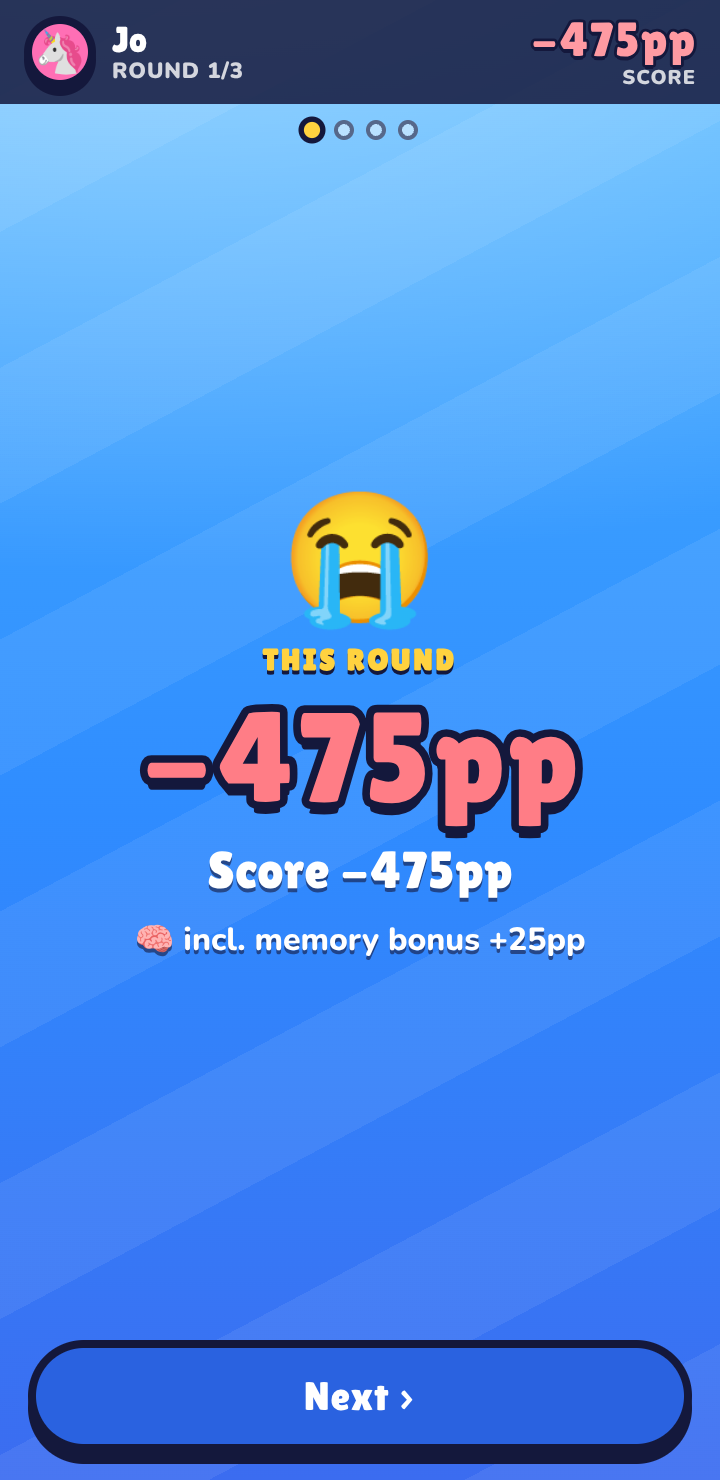 Jo
ROUND 1/3
-475pp
SCORE
THIS ROUND
-475pp
Score -475pp
incl. memory bonus +25pp
Next ›